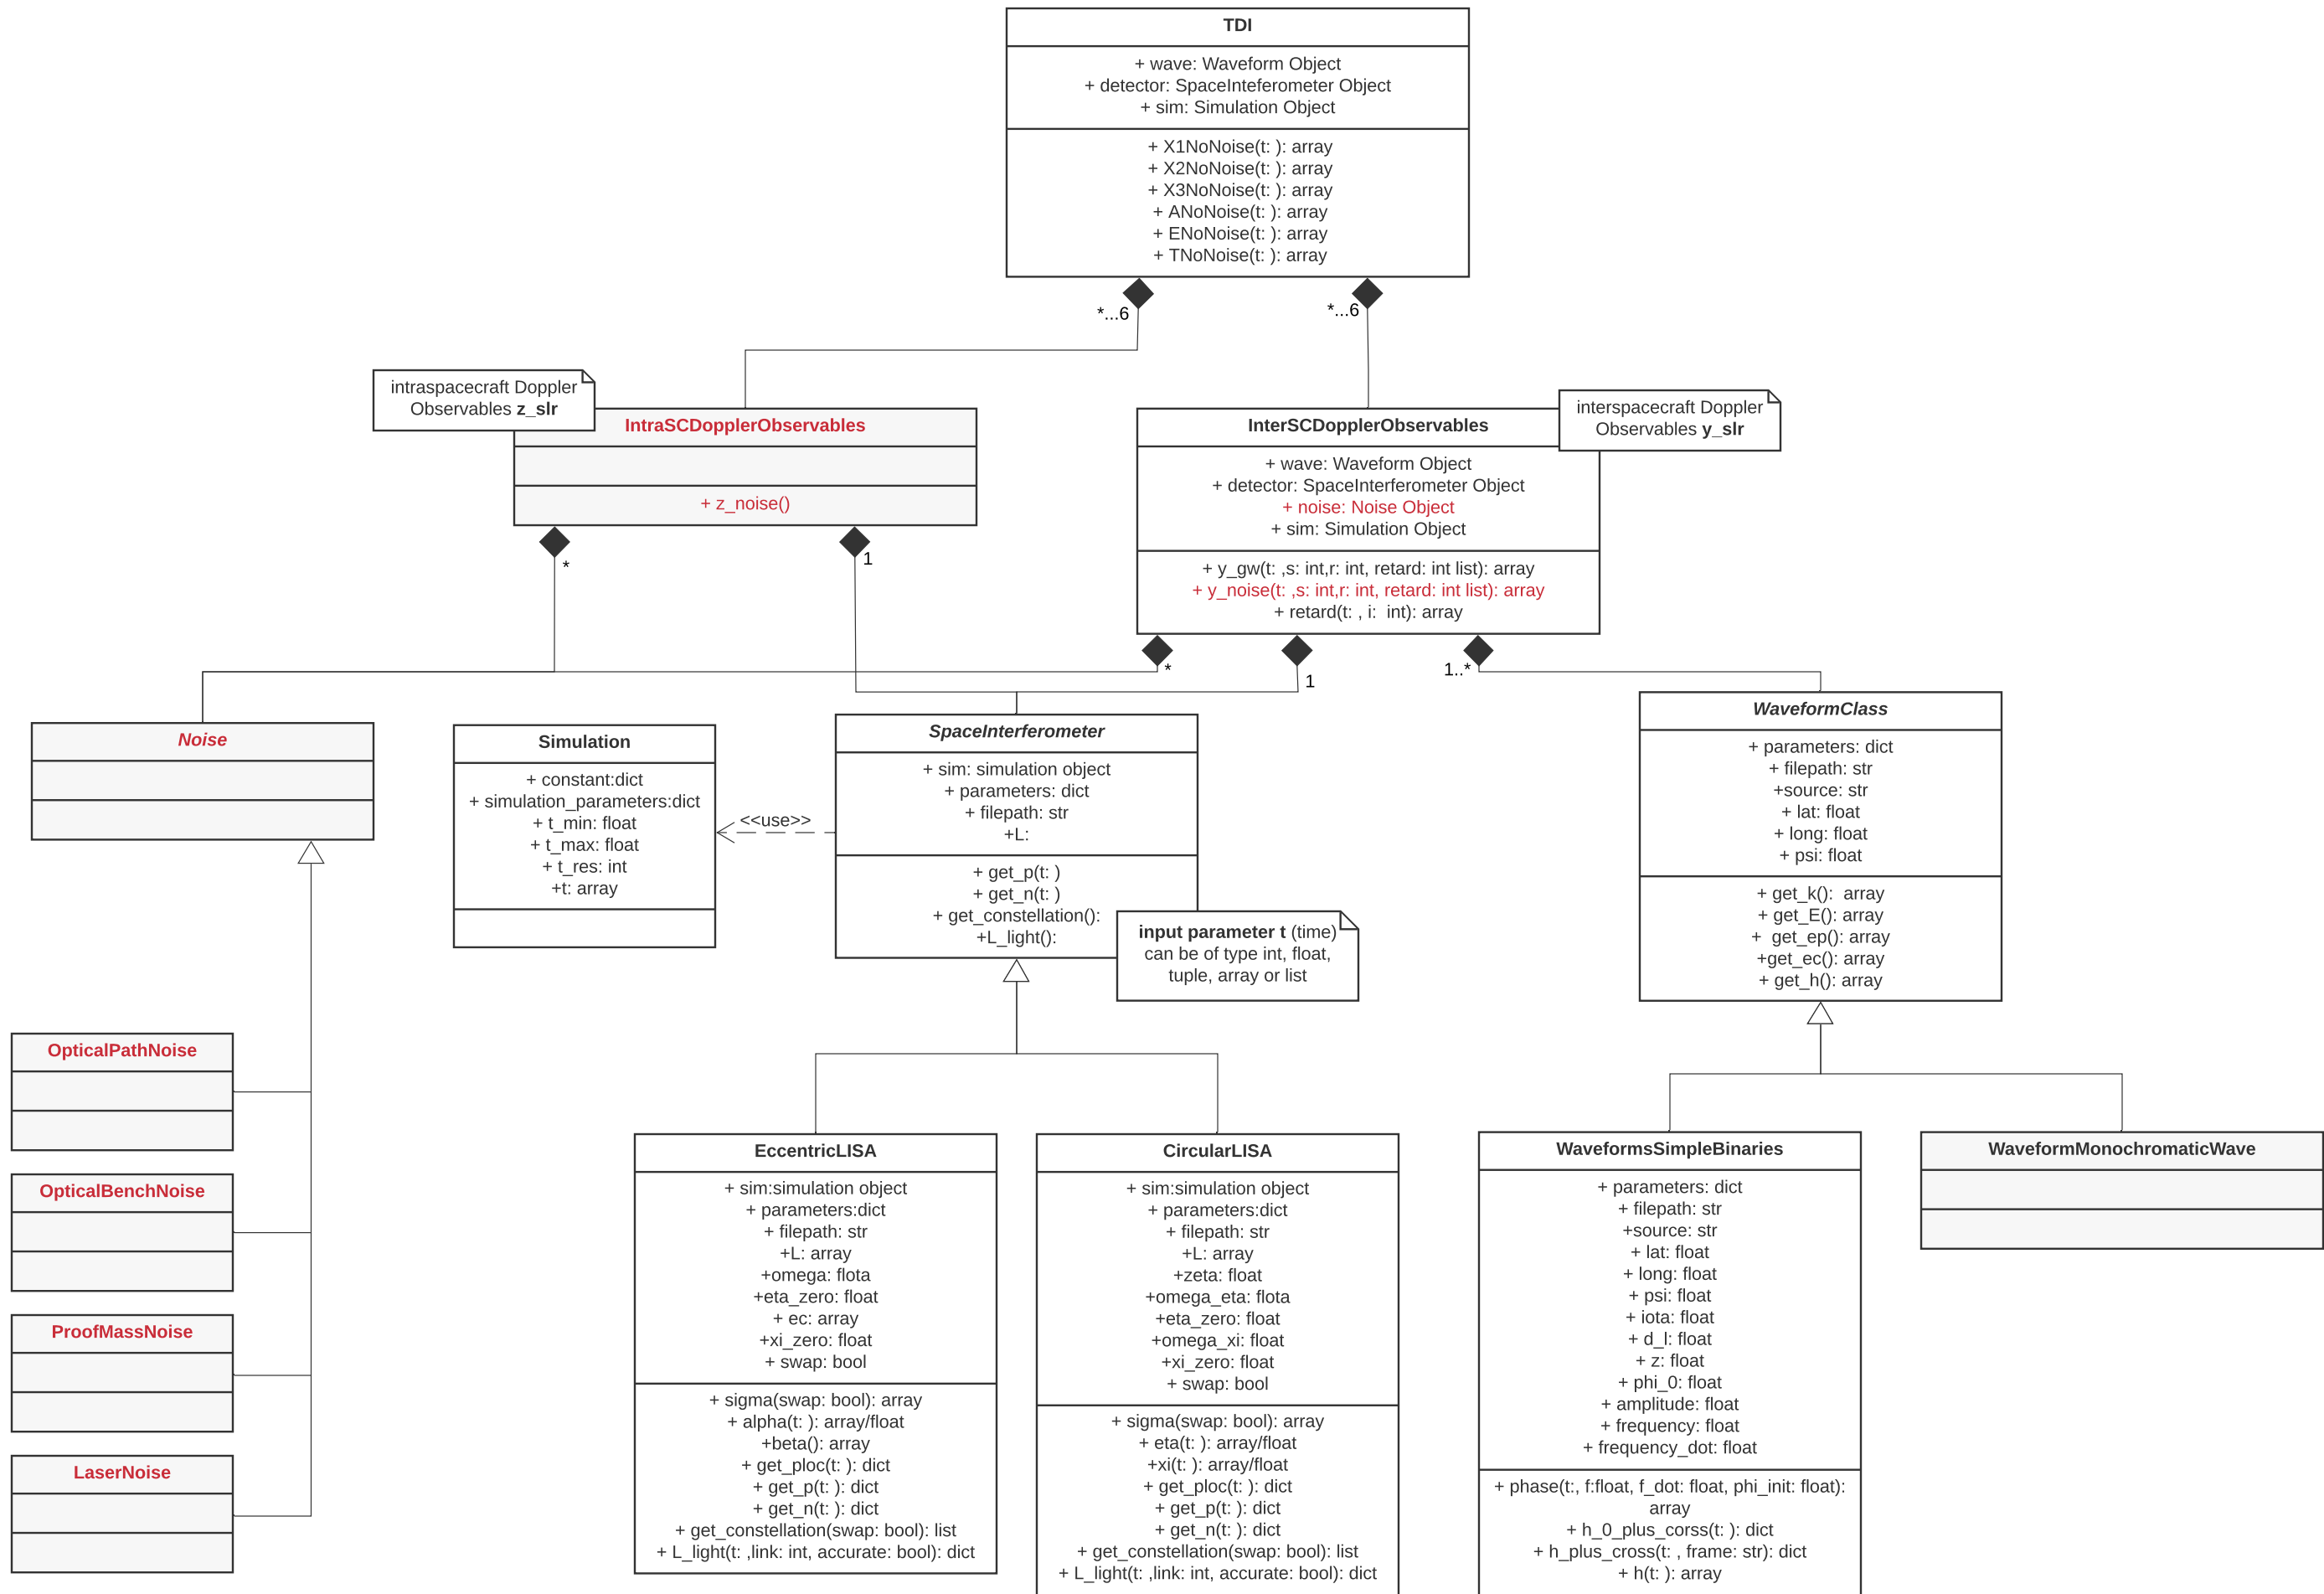 TDI
+ wave: Waveform Object
+ detector: SpaceInteferometer Object
+ sim: Simulation Object
+ X1NoNoise(t: ): array
+ X2NoNoise(t: ): array
+ X3NoNoise(t: ): array
+ ANoNoise(t: ): array
+ ENoNoise(t: ): array
+ TNoNoise(t: ): array
*...6
*...6
intraspacecraft Doppler
Observables z_slr
IntraSCDopplerObservables
+ z_noise()
*
1
InterSCDopplerObservables
+ wave: Waveform Object
+ detector: SpaceInterferometer Object
+ noise: Noise Object
+ sim: Simulation Object
+ y_gw(t: ,s: int,r: int, retard: int list): array
+ y_noise(t: ,s: int,r: int, retard: int list): array
+ retard(t: , i:  int): array
interspacecraft Doppler
Observables y_slr
*
1
1..*
Noise
Simulation
+ constant:dict
+ simulation_parameters:dict
+ t_min: float
+ t_max: float
+ t_res: int
+t: array
<<use>>
SpaceInterferometer
+ sim: simulation object
+ parameters: dict
+ filepath: str
+L:
+ get_p(t: )
+ get_n(t: )
+ get_constellation():
+L_light():
input parameter t (time)
can be of type int, float,
tuple, array or list
WaveformClass
+ parameters: dict
+ filepath: str
+source: str
+ lat: float
+ long: float
+ psi: float
+ get_k():  array
+ get_E(): array
+  get_ep(): array
+get_ec(): array
+ get_h(): array
OpticalPathNoise
OpticalBenchNoise
ProofMassNoise
LaserNoise
EccentricLISA
+ sim:simulation object
+ parameters:dict
+ filepath: str
+L: array
+omega: flota
+eta_zero: float
+ ec: array
+xi_zero: float
+ swap: bool
+ sigma(swap: bool): array
+ alpha(t: ): array/float
+beta(): array
+ get_ploc(t: ): dict
+ get_p(t: ): dict
+ get_n(t: ): dict
+ get_constellation(swap: bool): list
+ L_light(t: ,link: int, accurate: bool): dict
CircularLISA
+ sim:simulation object
+ parameters:dict
+ filepath: str
+L: array
+zeta: float
+omega_eta: flota
+eta_zero: float
+omega_xi: float
+xi_zero: float
+ swap: bool
+ sigma(swap: bool): array
+ eta(t: ): array/float
+xi(t: ): array/float
+ get_ploc(t: ): dict
+ get_p(t: ): dict
+ get_n(t: ): dict
+ get_constellation(swap: bool): list
+ L_light(t: ,link: int, accurate: bool): dict
WaveformsSimpleBinaries
+ parameters: dict
+ filepath: str
+source: str
+ lat: float
+ long: float
+ psi: float
+ iota: float
+ d_l: float
+ z: float
+ phi_0: float
+ amplitude: float
+ frequency: float
+ frequency_dot: float
+ phase(t:, f:float, f_dot: float, phi_init: float):
array
+ h_0_plus_corss(t: ): dict
+ h_plus_cross(t: , frame: str): dict
+ h(t: ): array
WaveformMonochromaticWave